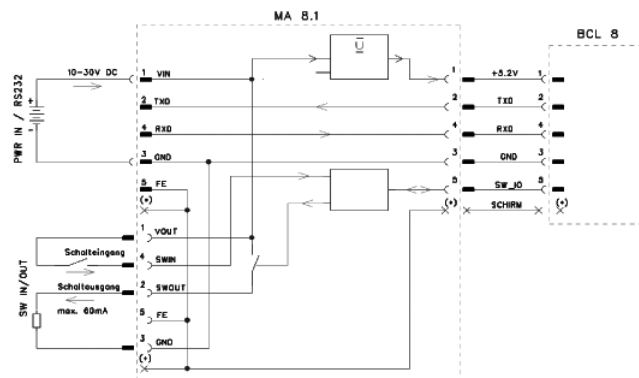 MA 8.1
BCL 8
PWR IN / RS232
10-30V DC
1 VIN
2 TXD
4 RXD
3 GND
5 FE
(+)
+
-
U
1 +5.2V 1
2 TXD 2
4 RXD 4
3 GND 3
5 SW_IO 5
(+) SCHIRM (+)
SW IN/OUT
1 VOUT
Schalteingang
4 SWIN
Schaltausgang
2 SWOUT
max. 60mA
5 FE
3 GND
(+)